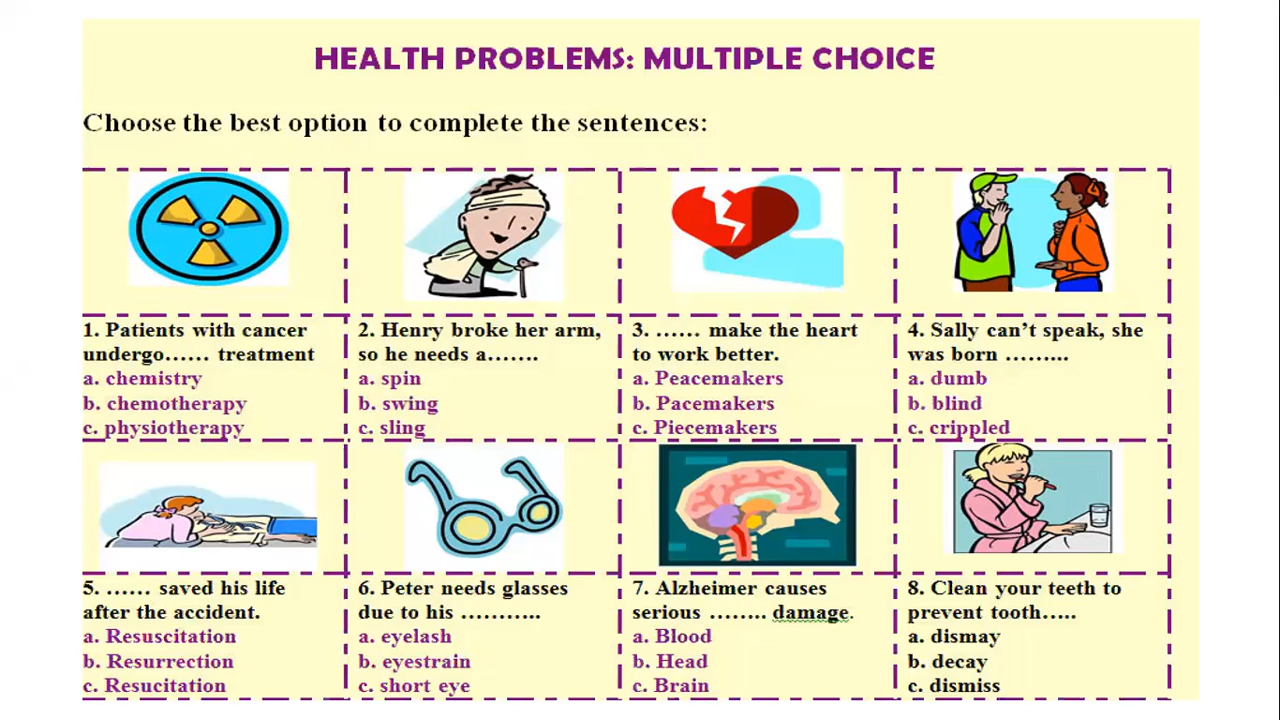 HEALTH PROBLEMS: MULTIPLE CHOICE
Choose the best option to complete the sentences:
1. Patients with cancer
undergo…… treatment
a. chemistry
b. chemotherapy
c. physiotherapy
2. Henry broke her arm,
so he needs a…….
a. spin
b. swing
c. sling
3. …… make the heart
to work better.
a. Peacemakers
b. Pacemakers
c. Piecemakers
4. Sally can’t speak, she
was born ……...
a. dumb
b. blind
c. crippled
5. …… saved his life
after the accident.
a. Resuscitation
b. Resurrection
c. Resucitation
6. Peter needs glasses
due to his ………..
a. eyelash
b. eyestrain
c. short eye
7. Alzheimer causes
serious …….. damage.
a. Blood
b. Head
c. Brain
8. Clean your teeth to
prevent tooth…..
a. dismay
b. decay
c. dismiss